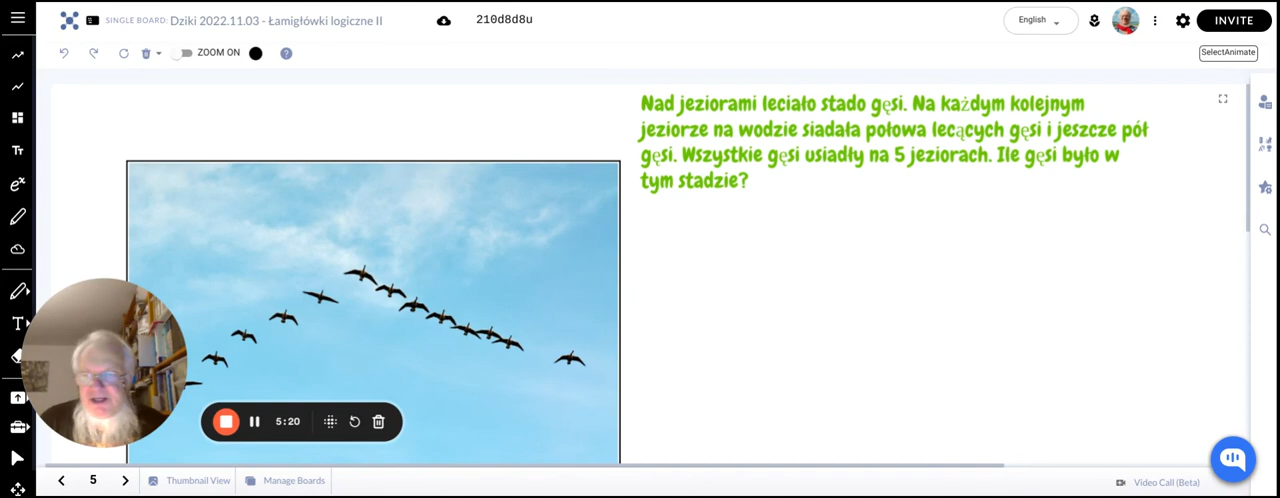 SINGLE BOARD: Dziki 2022.11.03 - Łamigłówki logiczne II
210d8d8u
English
INVITE
ZOOM ON
SelectAnimate
Nad jeziorami leciało stado gęsi. Na każdym kolejnym
jeziorze na wodzie siadała połowa lecących gęsi i jeszcze pół
gęsi. Wszystkie gęsi usiadły na 5 jeziorach. Ile gęsi było w
tym stadzie?
5:20
5
Thumbnail View
Manage Boards
Video Call (Beta)